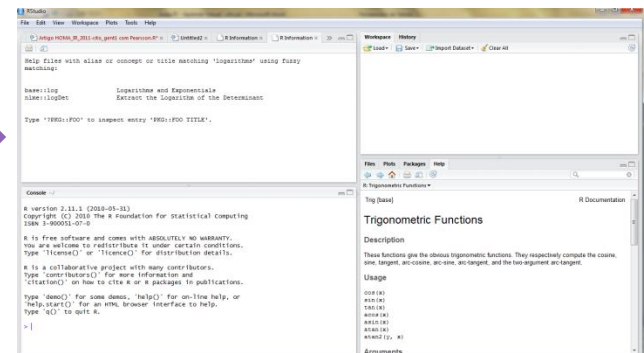 RStudio
File Edit View Workspace Plots Tools Help
Untitled2 × R Information × R Information ×
Help files with alias or concept or title matching 'logarithms' using fuzzy
matching:
base::log Logarithms and Exponentials
nlme::logDet Extract the Logarithm of the Determinant
Type '?PKG::FOO' to inspect entry 'PKG::FOO TITLE'.
Console ~/
R version 2.11.1 (2010-05-31)
Copyright (C) 2010 The R Foundation for Statistical Computing
ISBN 3-900051-07-0
R is free software and comes with ABSOLUTELY NO WARRANTY.
You are welcome to redistribute it under certain conditions.
Type 'license()' or 'licence()' for distribution details.
R is a collaborative project with many contributors.
Type 'contributors()' for more information and
'citation()' on how to cite R or R packages in publications.
Type 'demo()' for some demos, 'help()' for on-line help, or
'help.start()' for an HTML browser interface to help.
Type 'q()' to quit R.
>
Workspace History
Load Save Import Dataset Clear All
Files Plots Packages Help
R: Trigonometric Functions
Trig {base} R Documentation
Trigonometric Functions
Description
These functions give the obvious trigonometric functions. They respectively compute the cosine,
sine, tangent, arc-cosine, arc-sine, arc-tangent, and the two-argument arc-tangent.
Usage
cos(x)
sin(x)
tan(x)
acos(x)
asin(x)
atan(x)
atan2(y, x)
Arguments